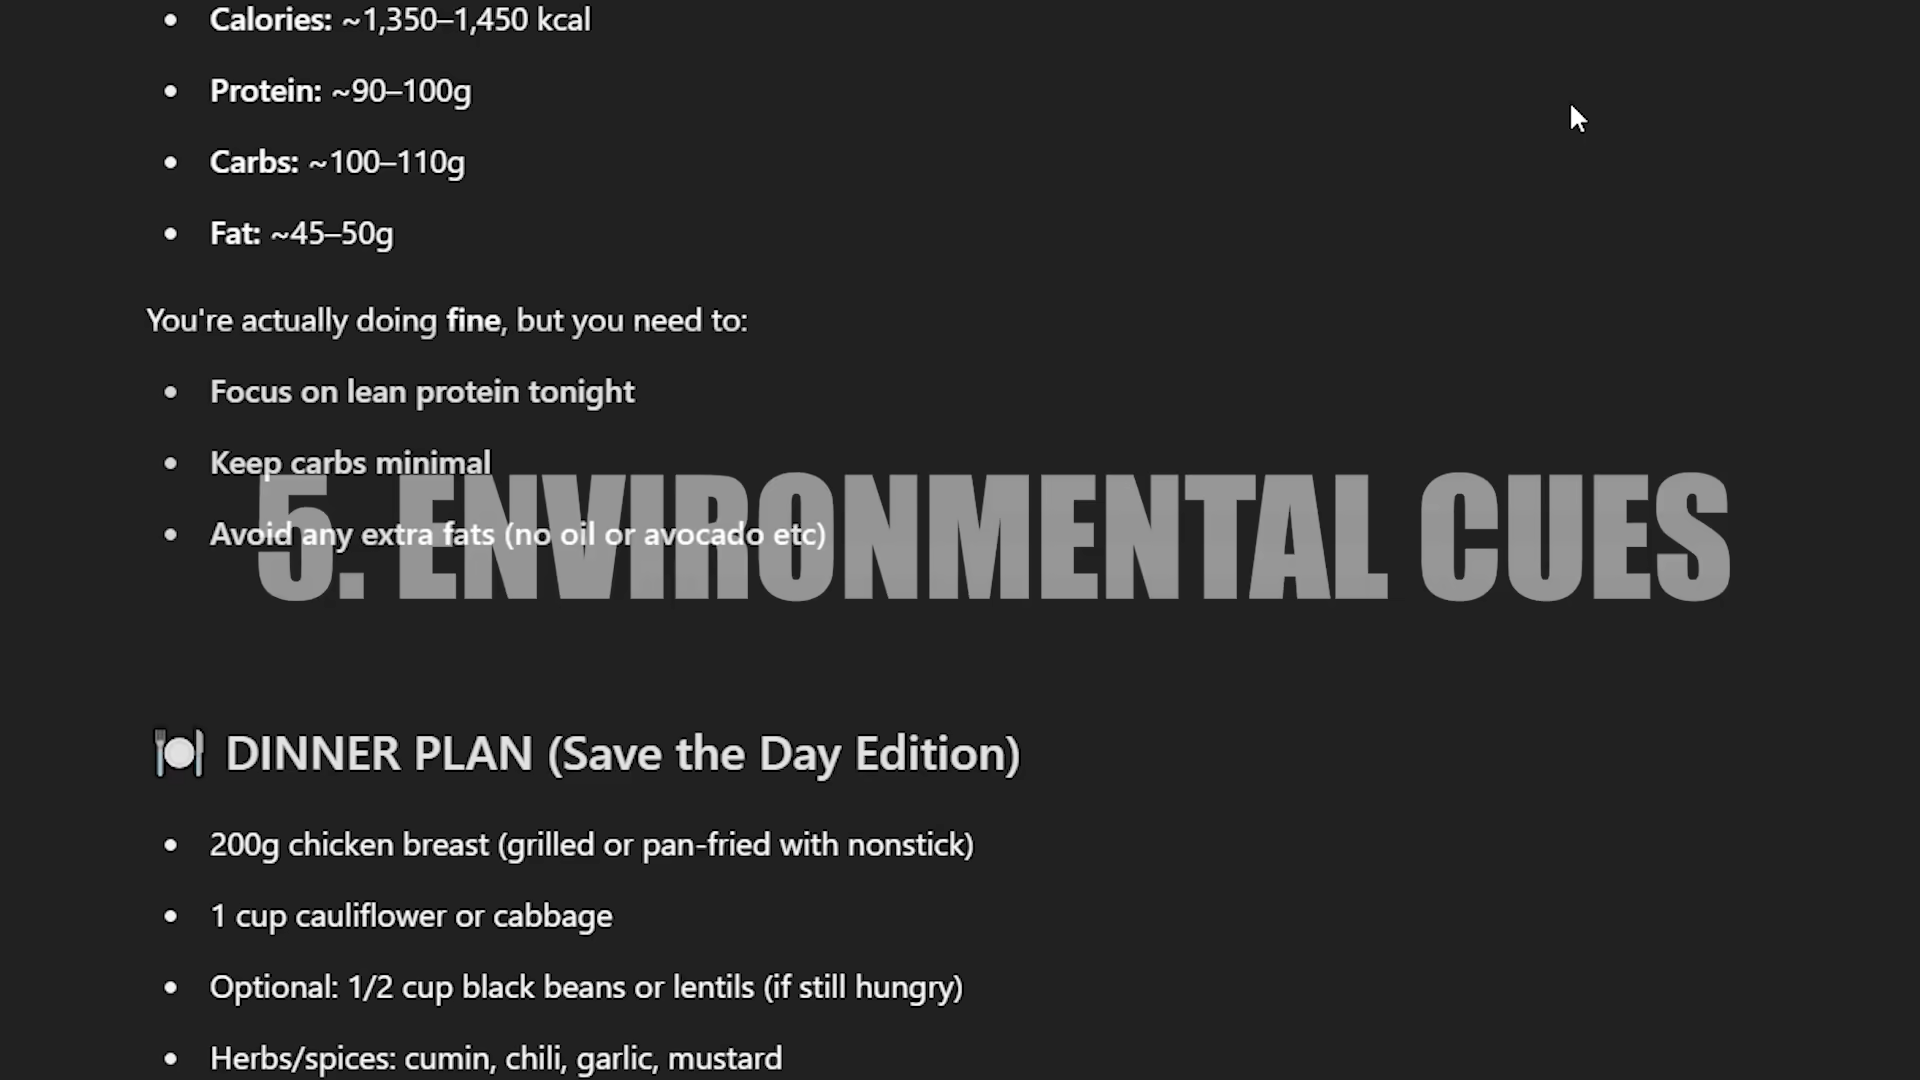 Calories: ~1,350–1,450 kcal
Protein: ~90–100g
Carbs: ~100–110g
Fat: ~45–50g
You're actually doing fine, but you need to:
Focus on lean protein tonight
Keep carbs minimal
Avoid any extra fats (no oil or avocado etc)
5. ENVIRONMENTAL CUES
🍽️ DINNER PLAN (Save the Day Edition)
200g chicken breast (grilled or pan-fried with nonstick)
1 cup cauliflower or cabbage
Optional: 1/2 cup black beans or lentils (if still hungry)
Herbs/spices: cumin, chili, garlic, mustard